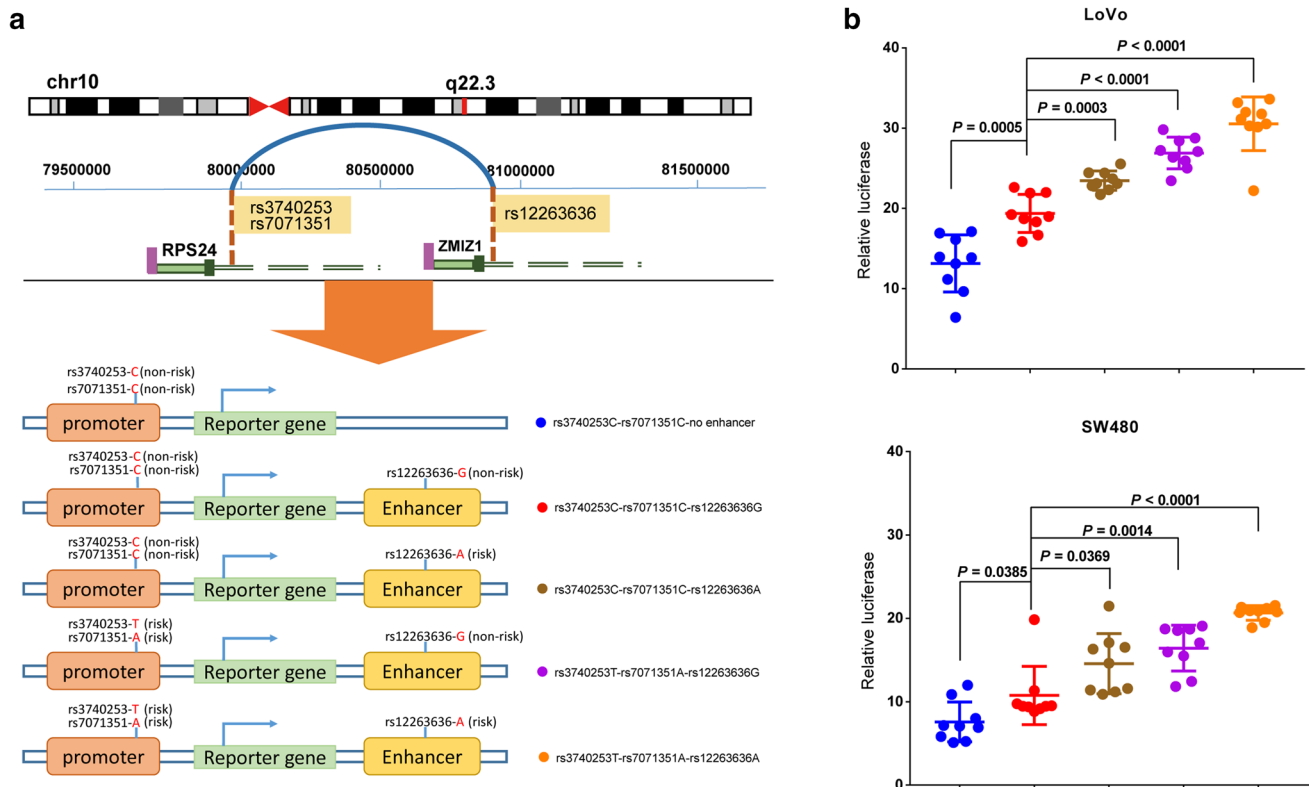 a
chr10
q22.3
79500000 80000000 80500000 81000000 81500000
rs3740253
rs7071351
rs12263636
RPS24
ZMIZ1
rs3740253-C(non-risk)
rs7071351-C(non-risk)
promoter
Reporter gene
rs3740253C-rs7071351C-no enhancer
rs3740253-C (non-risk)
rs7071351-C (non-risk)
rs12263636-G (non-risk)
promoter
Reporter gene
Enhancer
rs3740253C-rs7071351C-rs12263636G
rs3740253-C (non-risk)
rs7071351-C (non-risk)
rs12263636-A (risk)
promoter
Reporter gene
Enhancer
rs3740253C-rs7071351C-rs12263636A
rs3740253-T (risk)
rs7071351-A (risk)
rs12263636-G (non-risk)
promoter
Reporter gene
Enhancer
rs3740253T-rs7071351A-rs12263636G
rs3740253-T (risk)
rs7071351-A (risk)
rs12263636-A (risk)
promoter
Reporter gene
Enhancer
rs3740253T-rs7071351A-rs12263636A
b
LoVo
40
30
20
10
0
Relative luciferase
P < 0.0001
P < 0.0001
P = 0.0003
P = 0.0005
SW480
40
30
20
10
0
Relative luciferase
P < 0.0001
P = 0.0014
P = 0.0369
P = 0.0385